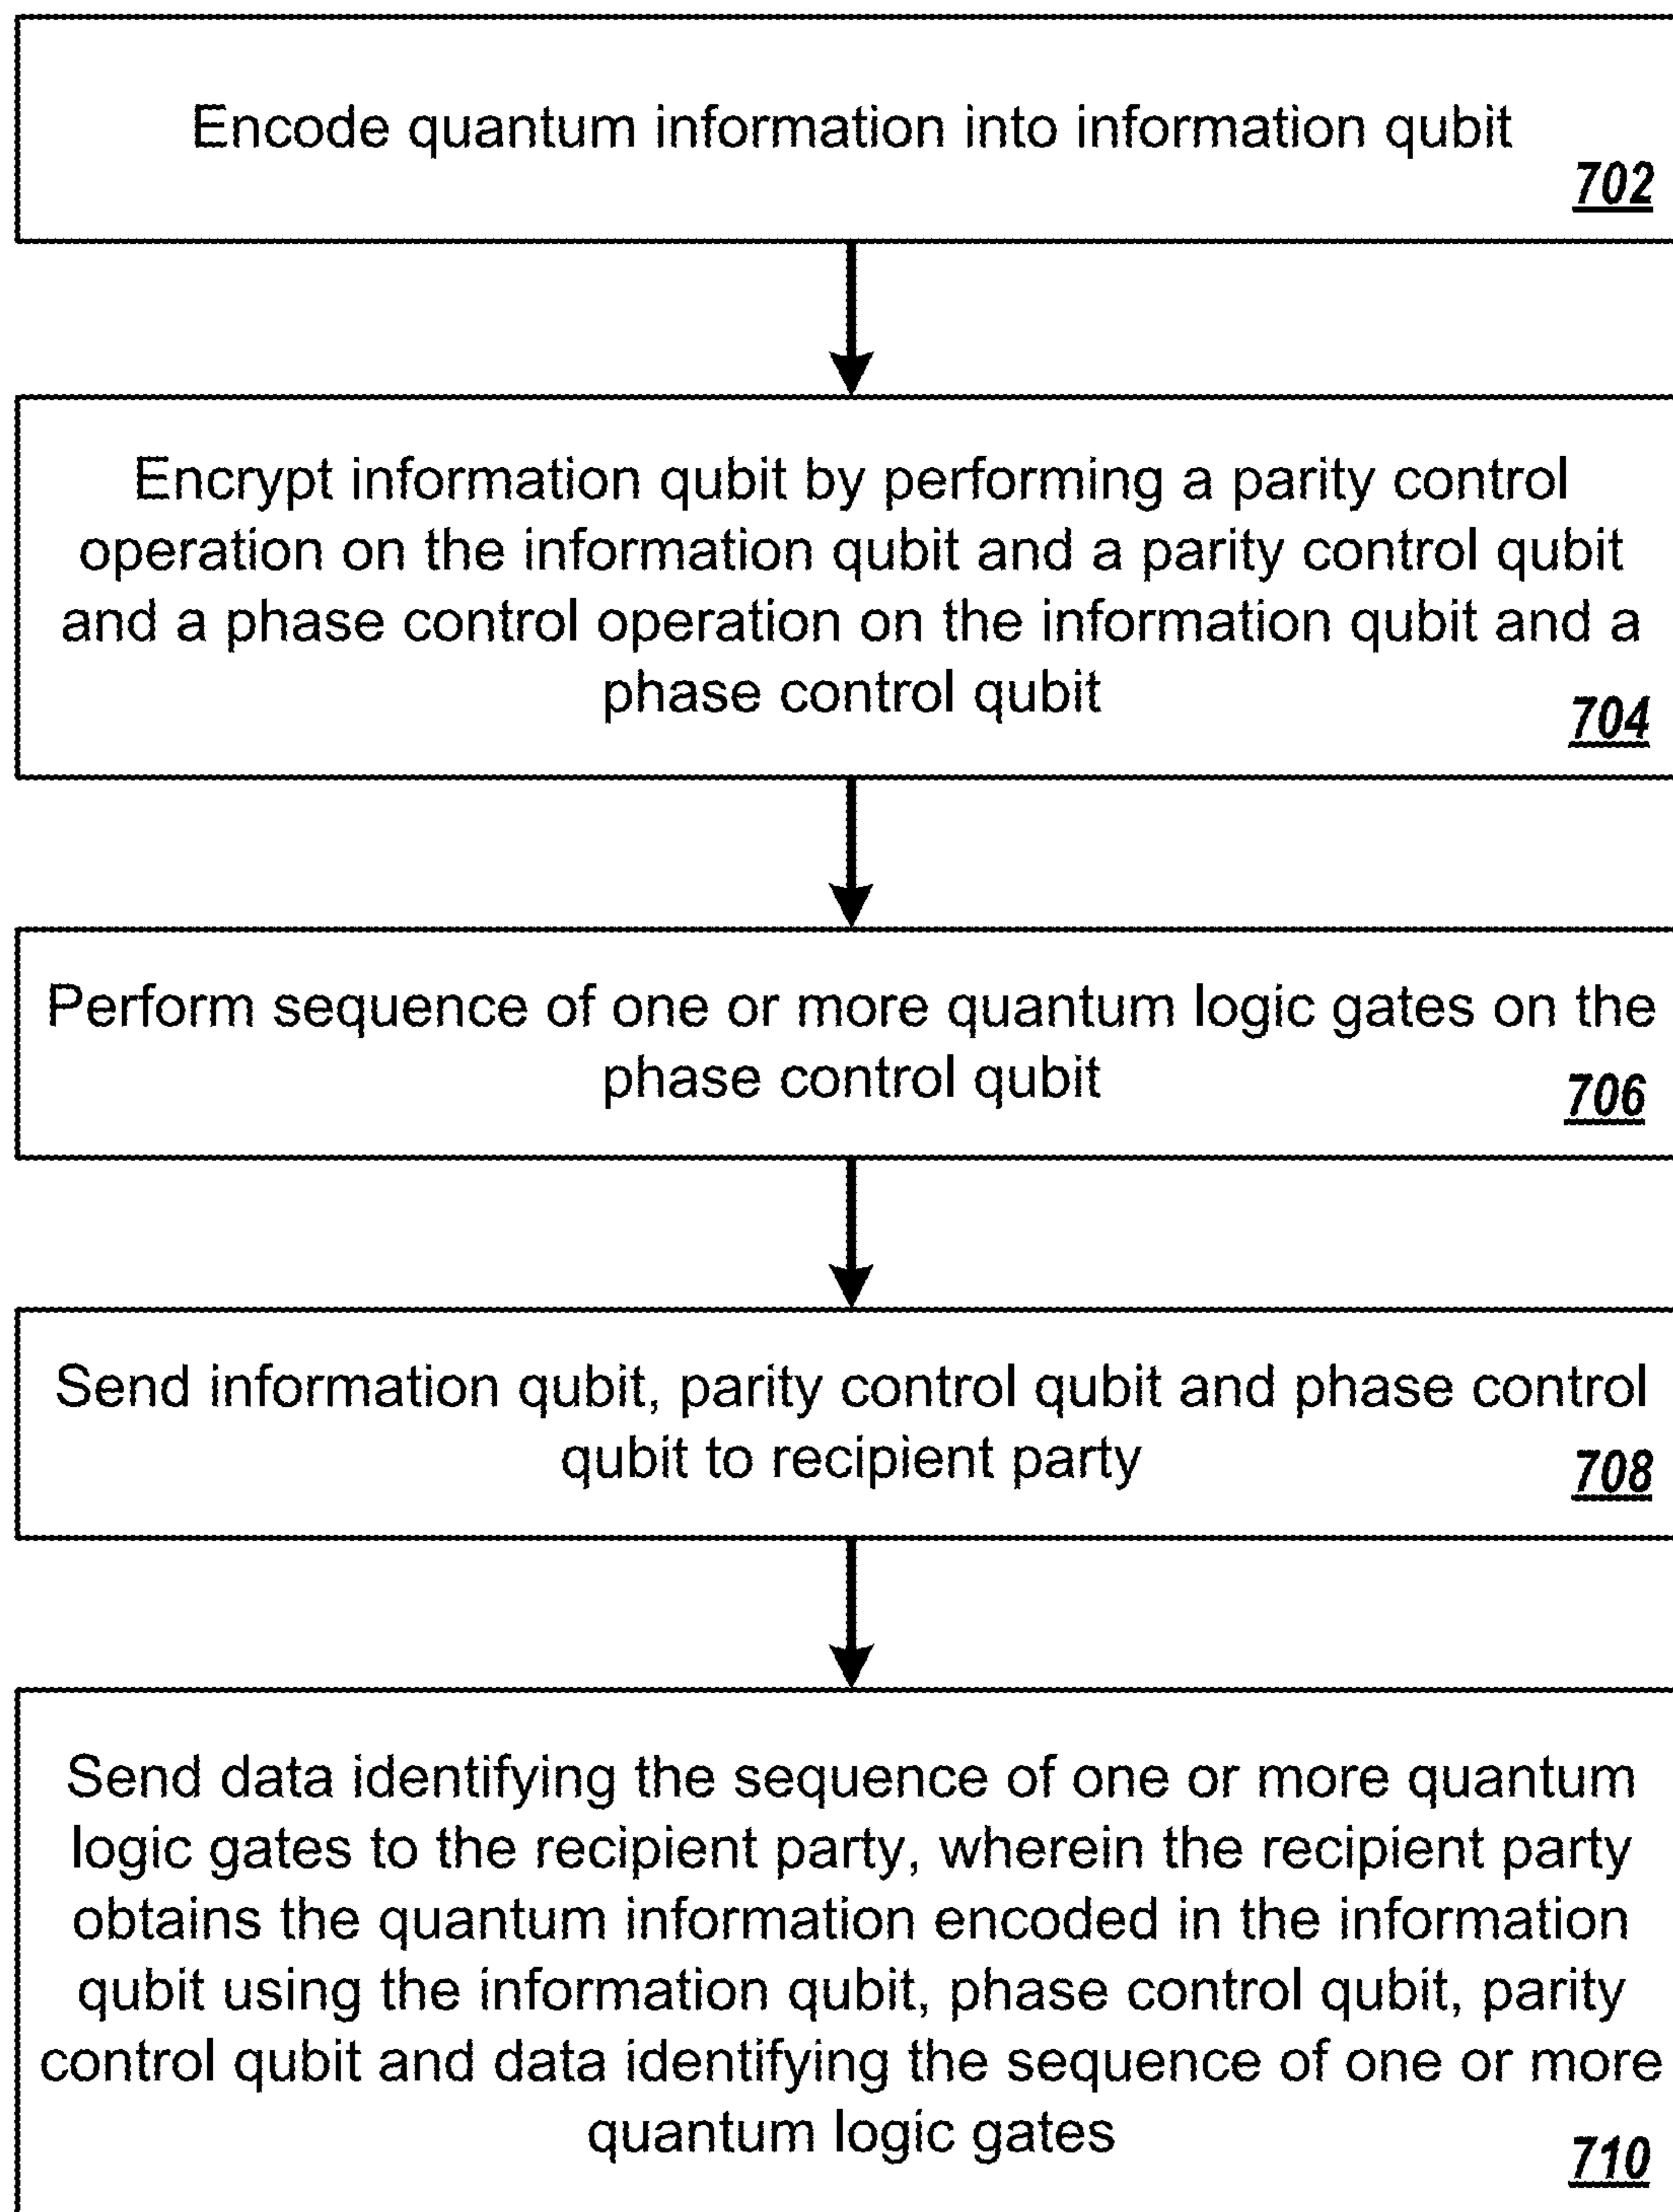 Encode quantum information into information qubit
702
Encrypt information qubit by performing a parity control
operation on the information qubit and a parity control qubit
and a phase control operation on the information qubit and a
phase control qubit
704
Perform sequence of one or more quantum logic gates on the
phase control qubit
706
Send information qubit, parity control qubit and phase control
qubit to recipient party
708
Send data identifying the sequence of one or more quantum
logic gates to the recipient party, wherein the recipient party
obtains the quantum information encoded in the information
qubit using the information qubit, phase control qubit, parity
control qubit and data identifying the sequence of one or more
quantum logic gates
710